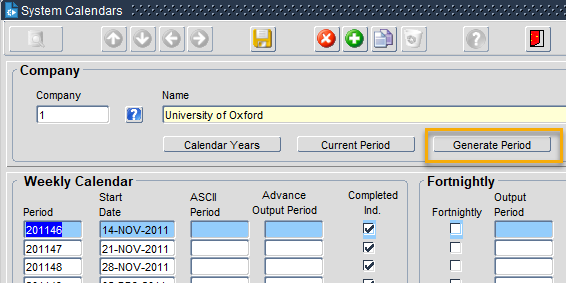 System Calendars
Company
Company Name
1 ? University of Oxford
Calendar Years Current Period Generate Period
Weekly Calendar Fortnightly
Period Start Date ASCII Period Advance Output Period Completed Ind. Fortnightly Output Period
201146 14-NOV-2011
201147 21-NOV-2011
201148 28-NOV-2011